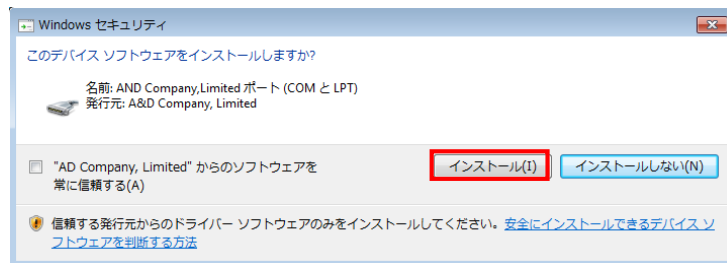 Windows セキュリティ
このデバイス ソフトウェアをインストールしますか?
名前: AND Company,Limited ポート (COM と LPT)
発行元: A&D Company, Limited
"AD Company, Limited" からのソフトウェアを
常に信頼する(A)
インストール(I)
インストールしない(N)
信頼する発行元からのドライバー ソフトウェアのみをインストールしてください。安全にインストールできるデバイス ソ
フトウェアを判断する方法